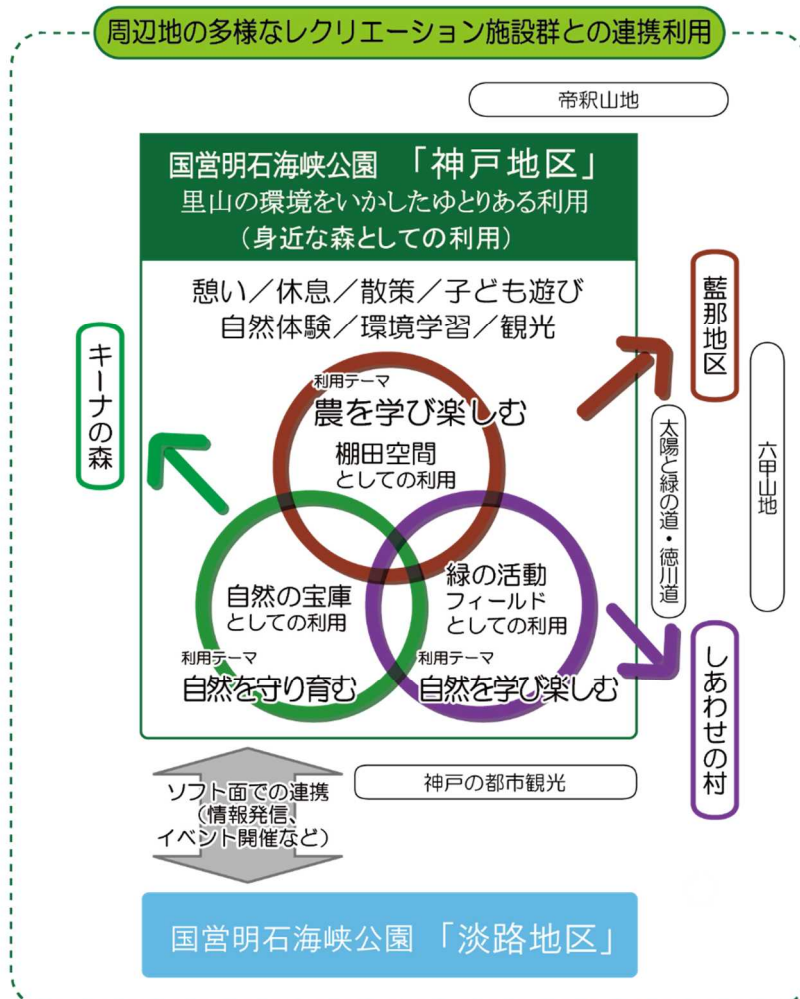 周辺地の多様なレクリエーション施設群との連携利用
帝釈山地
国営明石海峡公園 「神戸地区」
里山の環境をいかしたゆとりある利用
（身近な森としての利用）
憩い／休息／散策／子ども遊び
自然体験／環境学習／観光
藍那地区
キーナの森
利用テーマ
農を学び楽しむ
棚田空間
としての利用
太陽と緑の道・徳川道
六甲山地
自然の宝庫
としての利用
利用テーマ
自然を守り育む
緑の活動
フィールド
としての利用
利用テーマ
自然を学び楽しむ
しあわせの村
神戸の都市観光
ソフト面での連携
（情報発信、
イベント開催など）
国営明石海峡公園 「淡路地区」